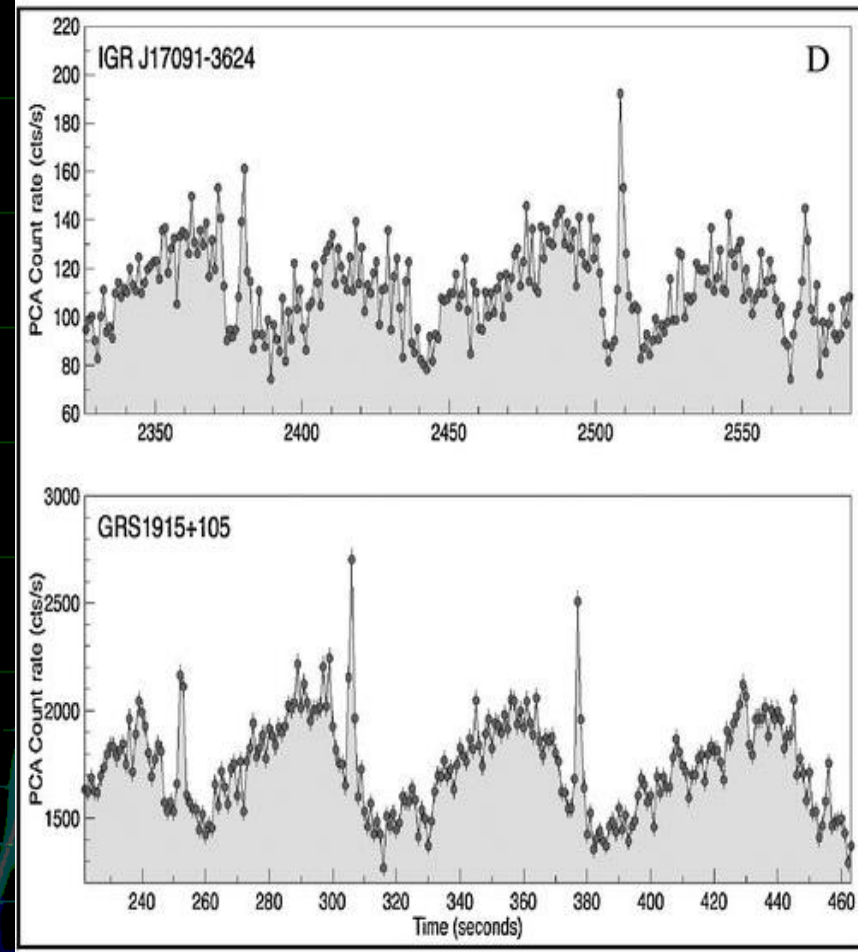 220
IGR J17091-3624 D
200
180
160
140
120
100
80
60
PCA Count rate (cts/s)
2350 2400 2450 2500 2550
3000
GRS1915+105
2500
2000
1500
PCA Count rate (cts/s)
240 260 280 300 320 340 360 380 400 420 440 460
Time (seconds)